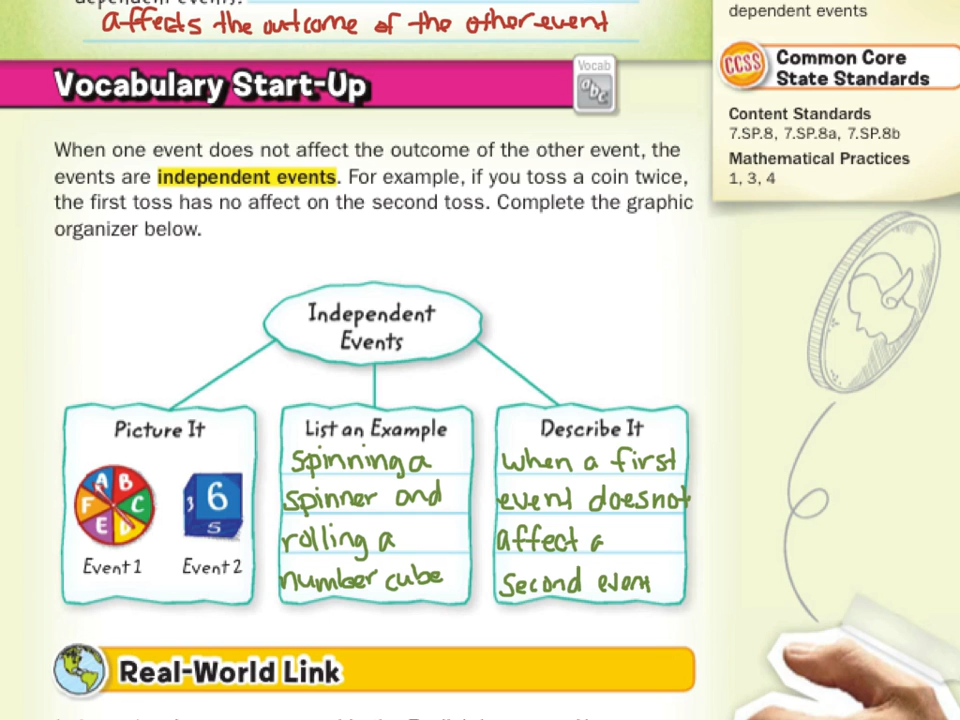 dependent events.
affects the outcome of the other event
dependent events
Vocabulary Start-Up
Vocab
abc
CCSS
Common Core
State Standards
Content Standards
7.SP.8, 7.SP.8a, 7.SP.8b
Mathematical Practices
1, 3, 4
When one event does not affect the outcome of the other event, the
events are independent events. For example, if you toss a coin twice,
the first toss has no affect on the second toss. Complete the graphic
organizer below.
Independent
Events
Picture It
A B C D E F
3 6 5
Event 1 Event 2
List an Example
spinning a
spinner and
rolling a
number cube
Describe It
when a first
event does not
affect a
second event
Real-World Link